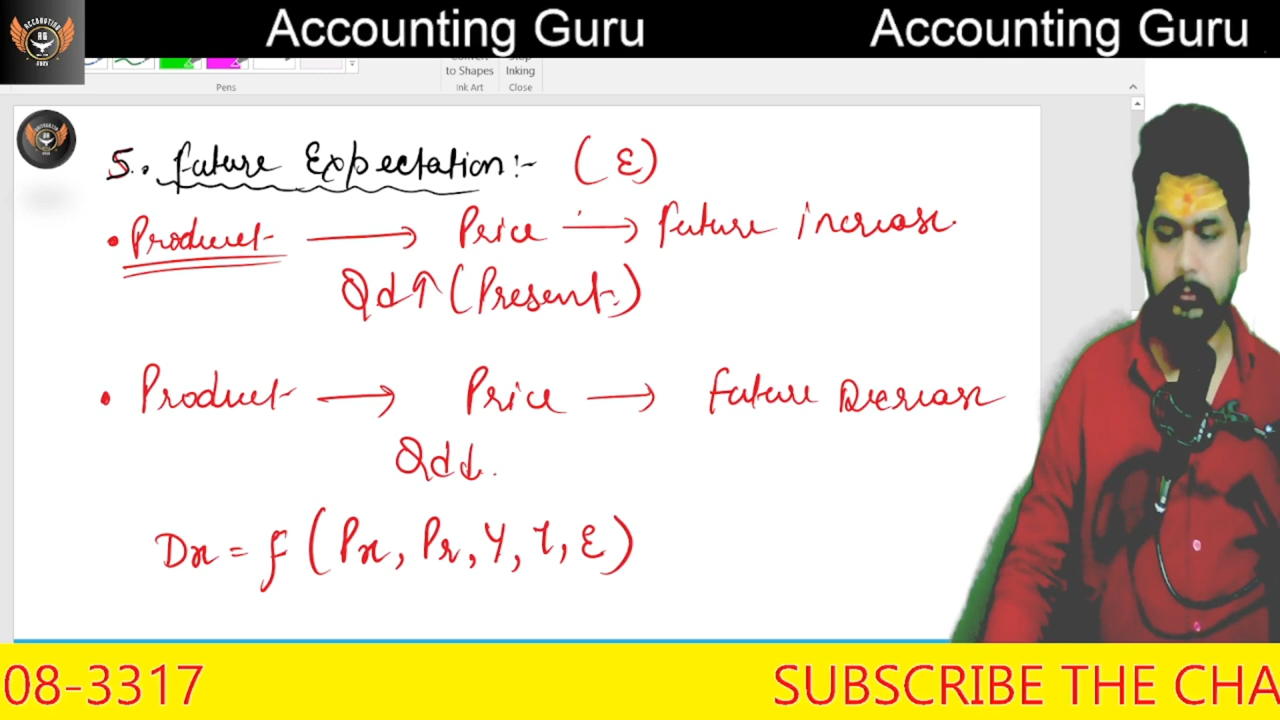 Accounting Guru Accounting Guru
to Shapes Inking
Pens Ink Art Close
5. Future Expectation:- (E)
• Product → Price → Future increase
Qd↑ (Present)
• Product → Price → Future Decrease
Qd↓
Dx = f (Px, Pr, Y, T, E)
08-3317 SUBSCRIBE THE CHA